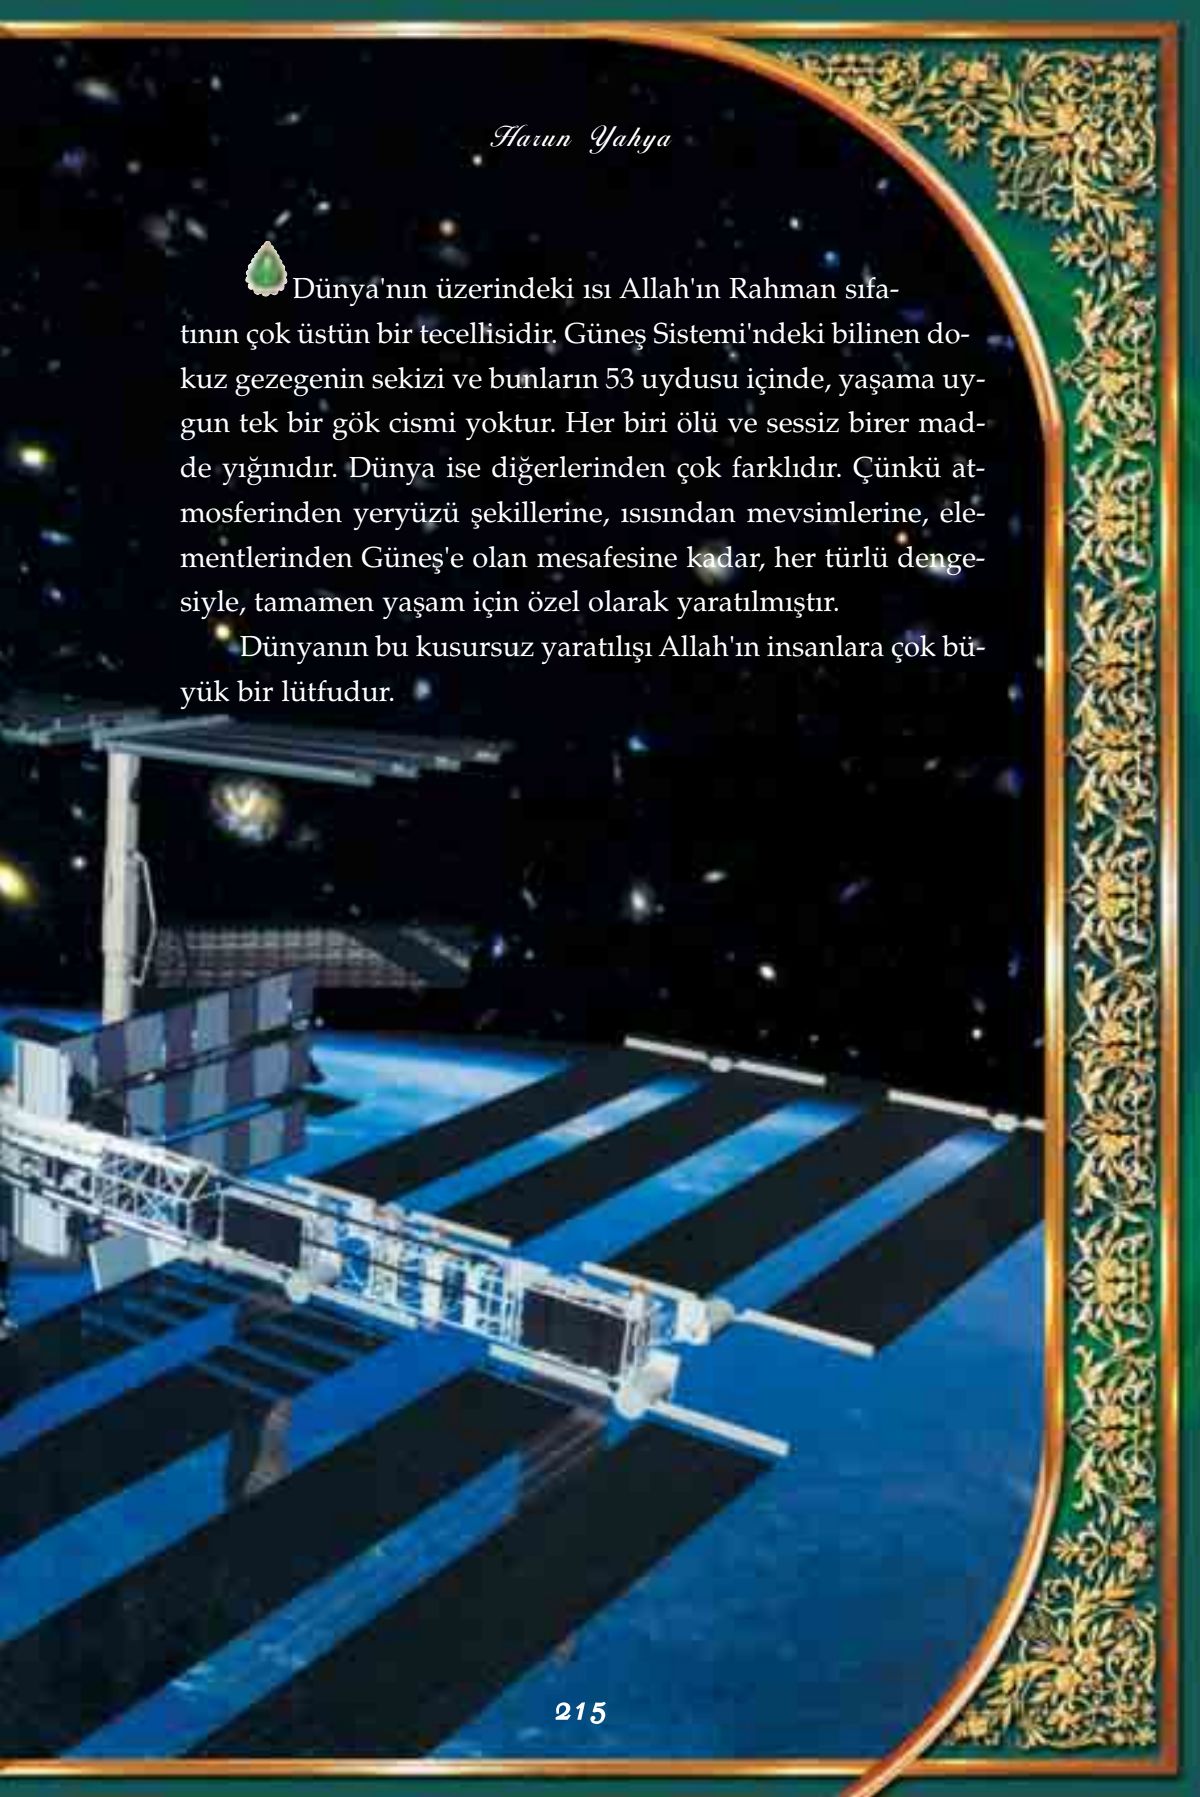 Harun Yahya
Dünya'nın üzerindeki ısı Allah'ın Rahman sıfa-
tının çok üstün bir tecellisidir. Güneş Sistemi'ndeki bilinen do-
kuz gezegenin sekizi ve bunların 53 uydusu içinde, yaşama uy-
gun tek bir gök cismi yoktur. Her biri ölü ve sessiz birer mad-
de yığınıdır. Dünya ise diğerlerinden çok farklıdır. Çünkü at-
mosferinden yeryüzü şekillerine, ısısından mevsimlerine, ele-
mentlerinden Güneş'e olan mesafesine kadar, her türlü denge-
siyle, tamamen yaşam için özel olarak yaratılmıştır.
Dünyanın bu kusursuz yaratılışı Allah'ın insanlara çok bü-
yük bir lütfudur.
215